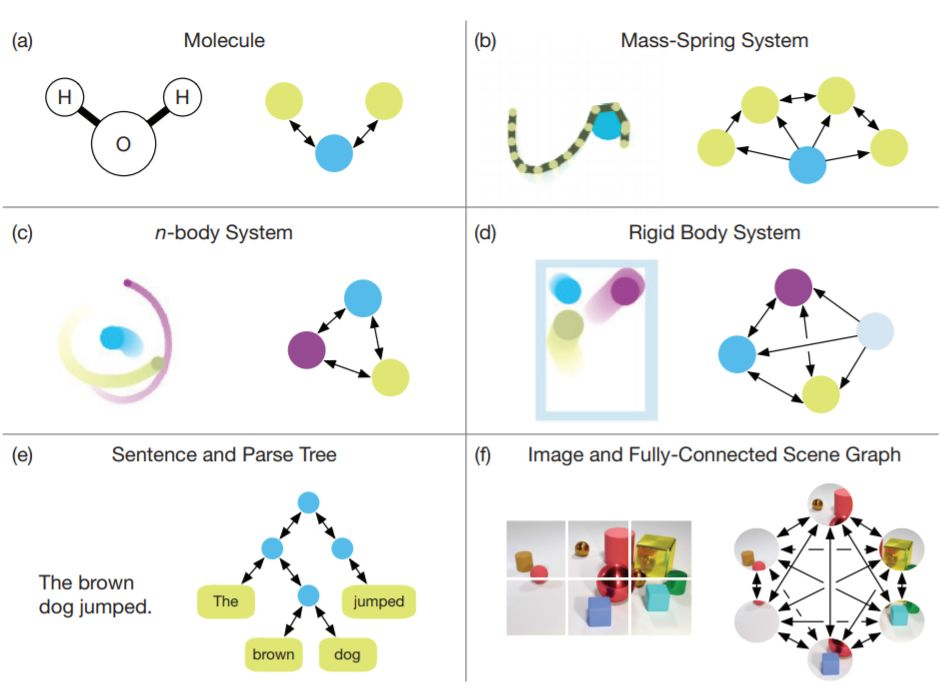 (a)
Molecule
H
H
O
(b)
Mass-Spring System
(c)
n-body System
(d)
Rigid Body System
(e)
Sentence and Parse Tree
The brown
dog jumped.
The
jumped
brown
dog
(f)
Image and Fully-Connected Scene Graph